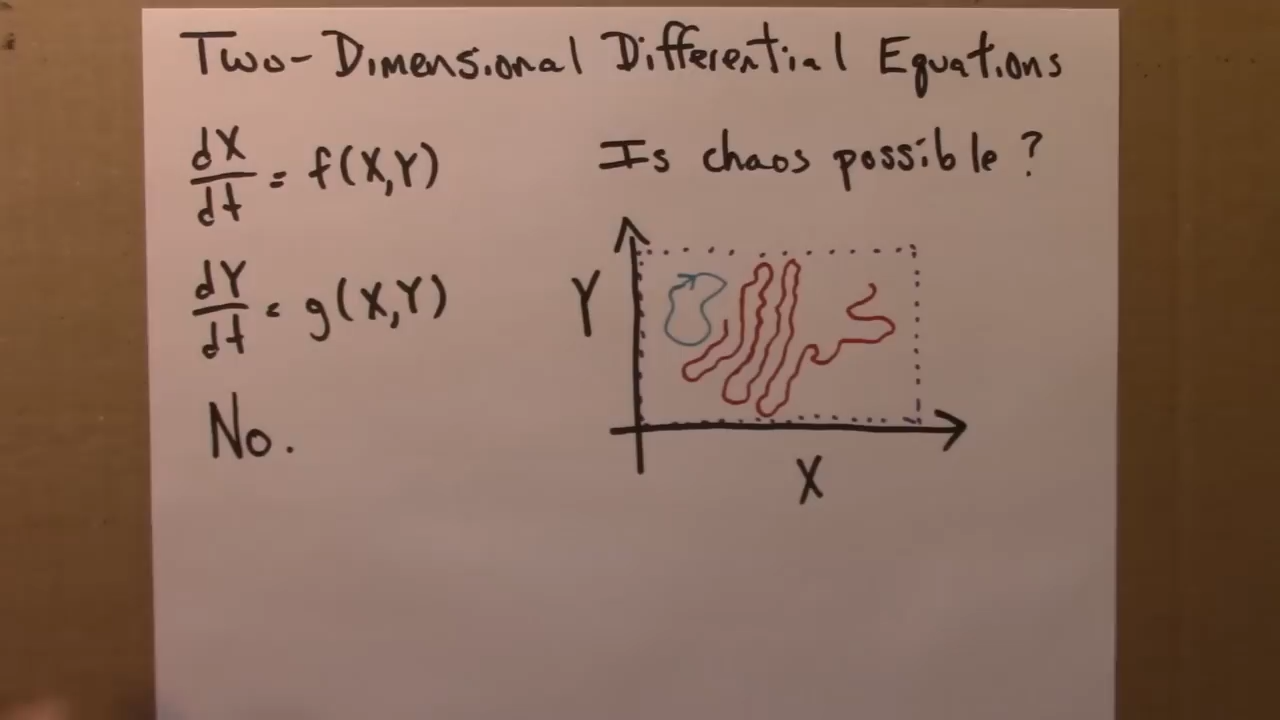 Two-Dimensional Differential Equations
dX/dt = f(X,Y)
Is chaos possible?
dY/dt = g(X,Y)
Y
No.
X